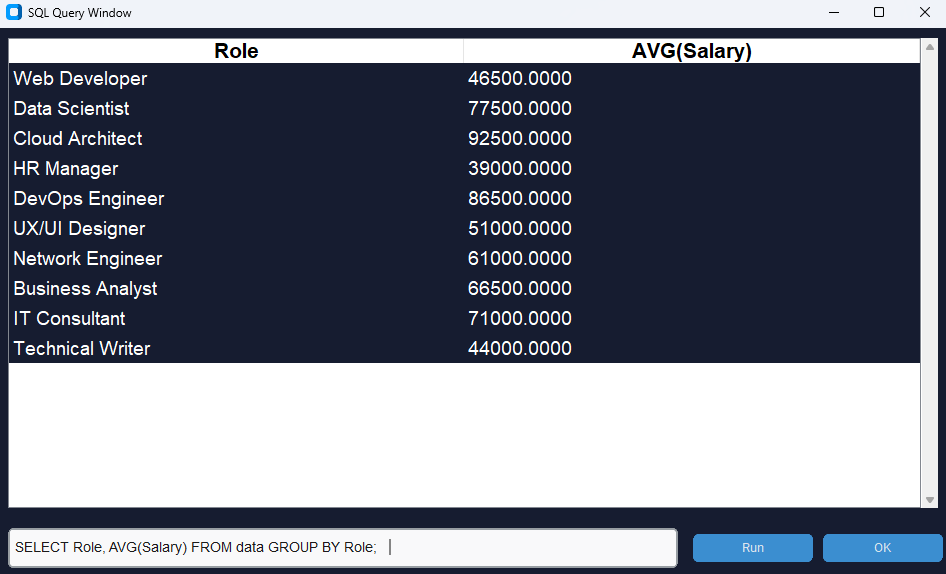 SQL Query Window
Role AVG(Salary)
Web Developer 46500.0000
Data Scientist 77500.0000
Cloud Architect 92500.0000
HR Manager 39000.0000
DevOps Engineer 86500.0000
UX/UI Designer 51000.0000
Network Engineer 61000.0000
Business Analyst 66500.0000
IT Consultant 71000.0000
Technical Writer 44000.0000
SELECT Role, AVG(Salary) FROM data GROUP BY Role; Run OK